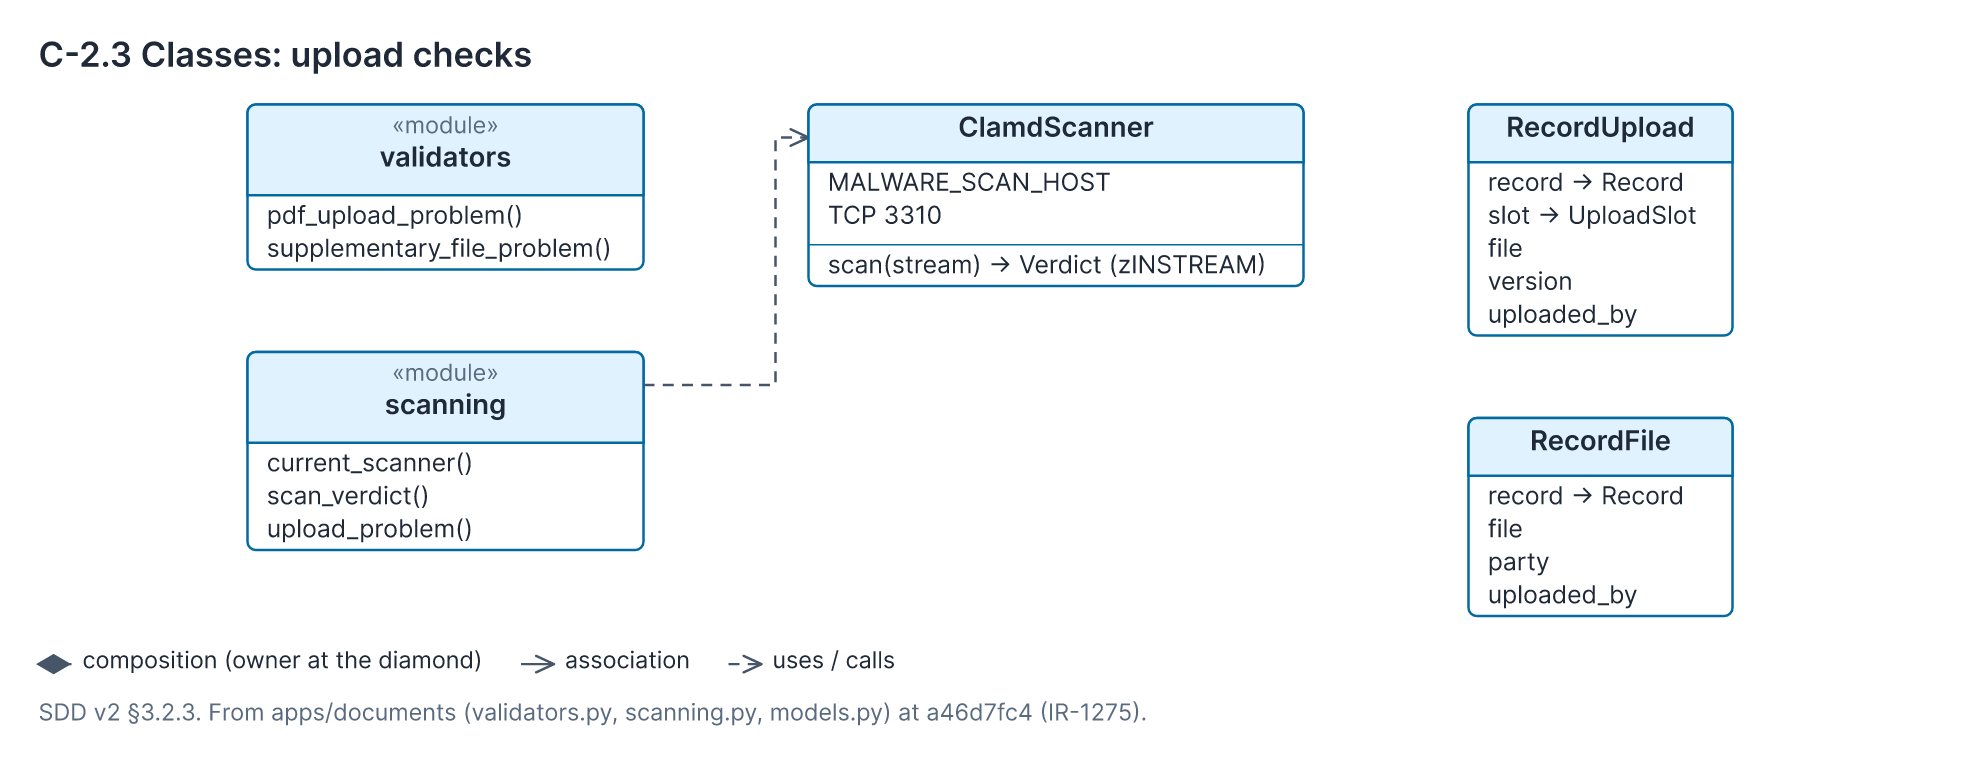 C-2.3 Classes: upload checks
«module»
validators
pdf_upload_problem()
supplementary_file_problem()
«module»
scanning
current_scanner()
scan_verdict()
upload_problem()
ClamdScanner
MALWARE_SCAN_HOST
TCP 3310
scan(stream) → Verdict (zINSTREAM)
RecordUpload
record → Record
slot → UploadSlot
file
version
uploaded_by
RecordFile
record → Record
file
party
uploaded_by
composition (owner at the diamond)
association
uses / calls
SDD v2 §3.2.3. From apps/documents (validators.py, scanning.py, models.py) at a46d7fc4 (IR-1275).